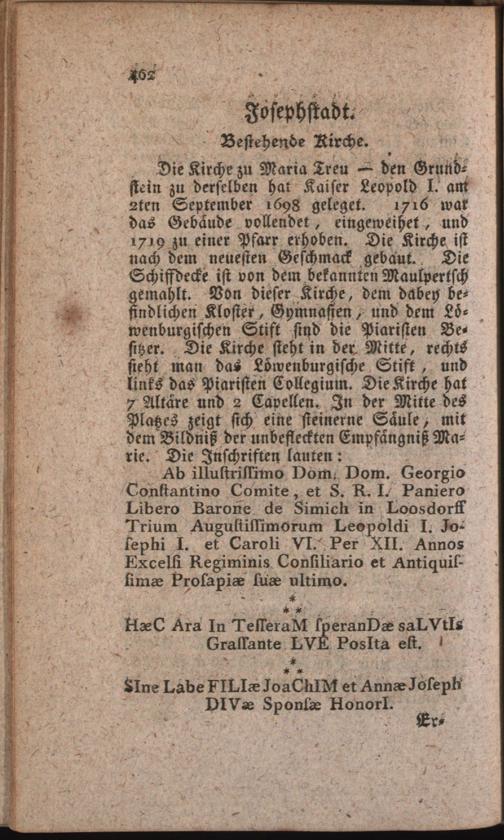 462
Josephstadt.
Bestehende Kirche.
Die Kirche zu Maria Treu — den Grund-
stein zu derselben hat Kaiser Leopold I. am
2ten September 1698 geleget. 1716 war
das Gebäude vollendet, eingeweihet, und
1719 zu einer Pfarr erhoben. Die Kirche ist
nach dem neuesten Geschmack gebaut. Die
Schiffdecke ist von dem bekannten Maulpertsch
gemahlt. Von dieser Kirche, dem dabey be-
findlichen Kloster, Gymnasien, und dem Lö-
wenburgischen Stift sind die Piaristen Be-
sitzer. Die Kirche steht in der Mitte, rechts
sieht man das Löwenburgische Stift, und
links das Piaristen Collegium. Die Kirche hat
7 Altäre und 2 Capellen. In der Mitte des
Platzes zeigt sich eine steinerne Säule, mit
dem Bildniß der unbefleckten Empfängniß Ma-
rie. Die Inschriften lauten:
Ab illustrissimo Dom. Dom. Georgio
Constantino Comite, et S. R. I. Paniero
Libero Barone de Simich in Loosdorff
Trium Augustissimorum Leopoldi I. Jo-
sephi I. et Caroli VI. Per XII. Annos
Excelsi Regiminis Consiliario et Antiquis-
simæ Prosapiæ suæ ultimo.
*
* *
HæC Ara In TesseraM speranDæ saLVtIs
Grassante LVE PosIta est.
*
* *
SIne Labe FILIæ JoaChIM et Annæ Joseph
DIVæ Sponsæ HonorI.
Er-